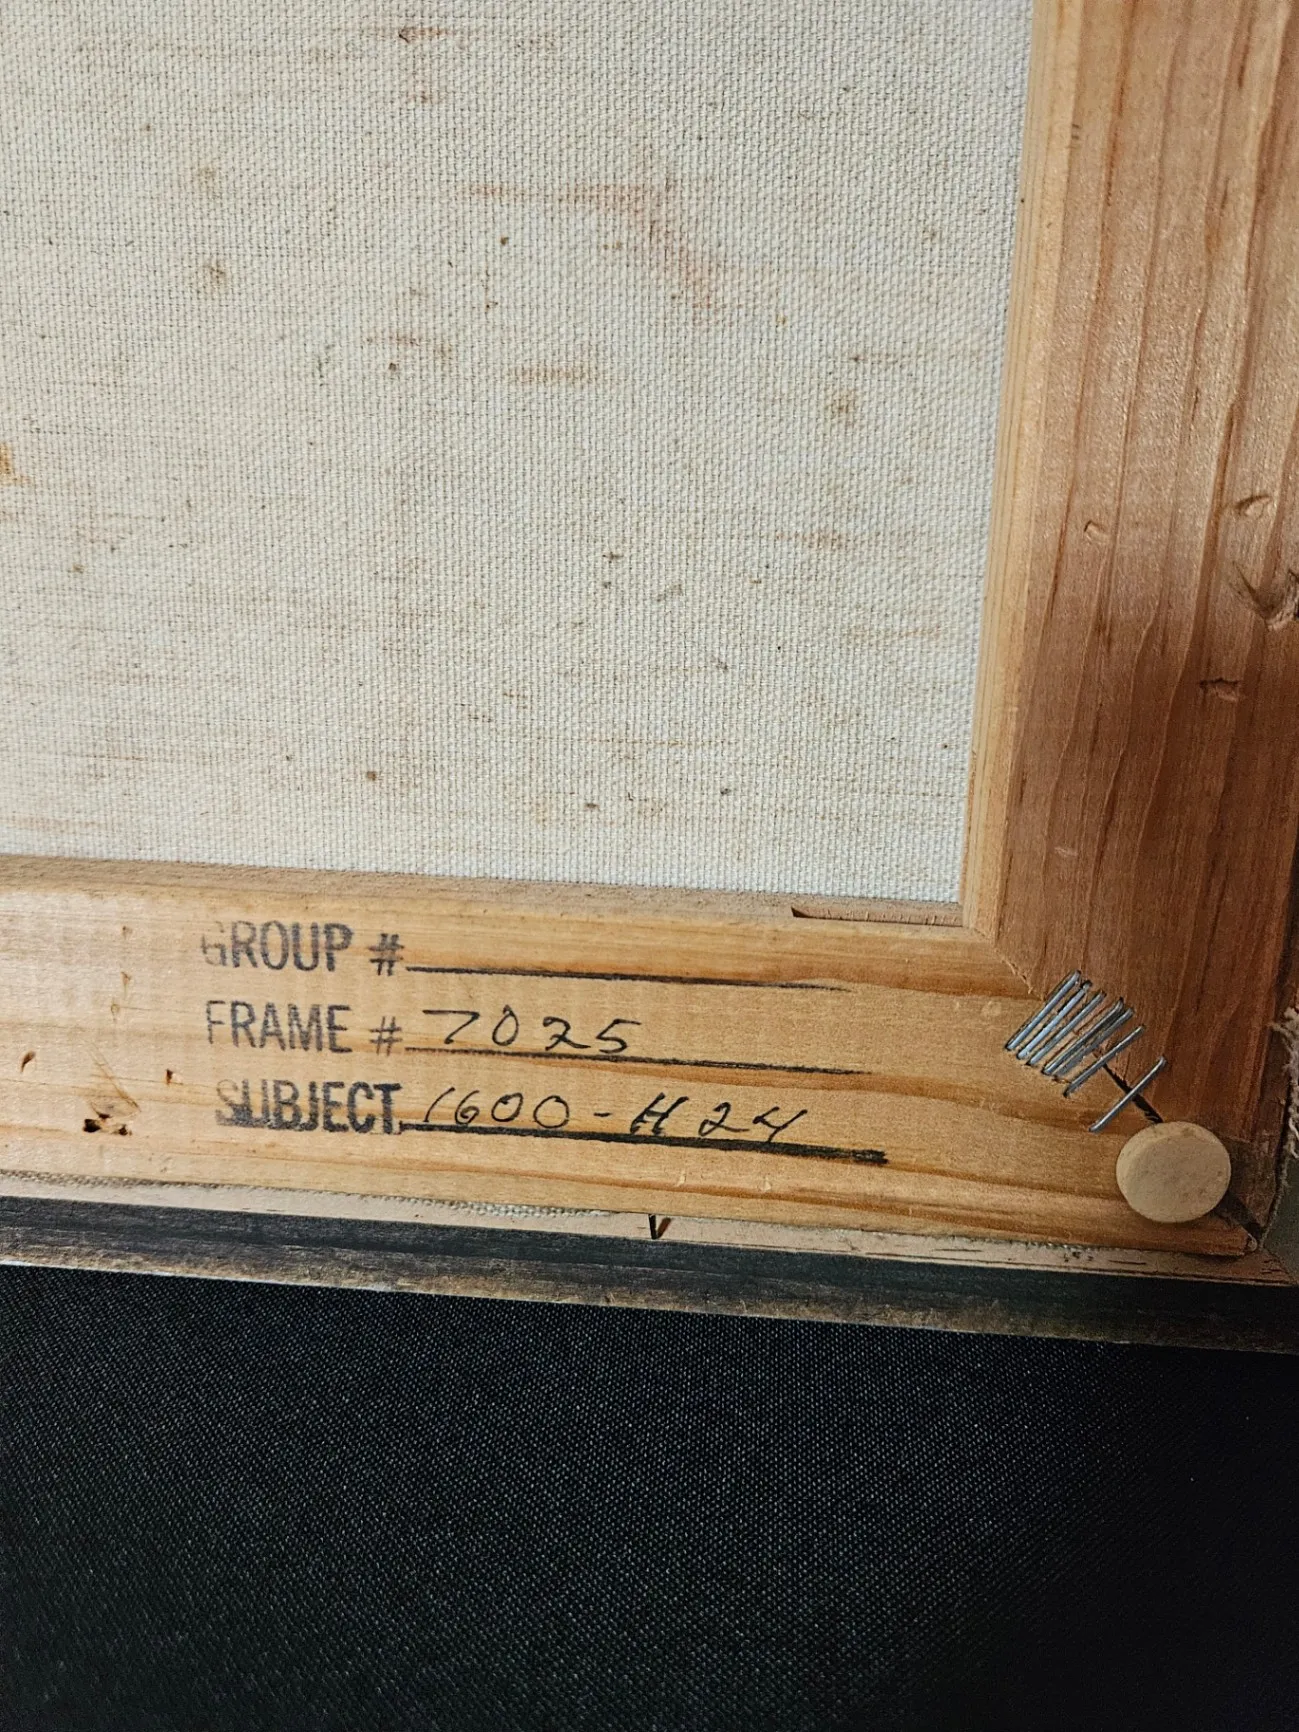 GROUP #
FRAME # 7025
SUBJECT 1600-H24